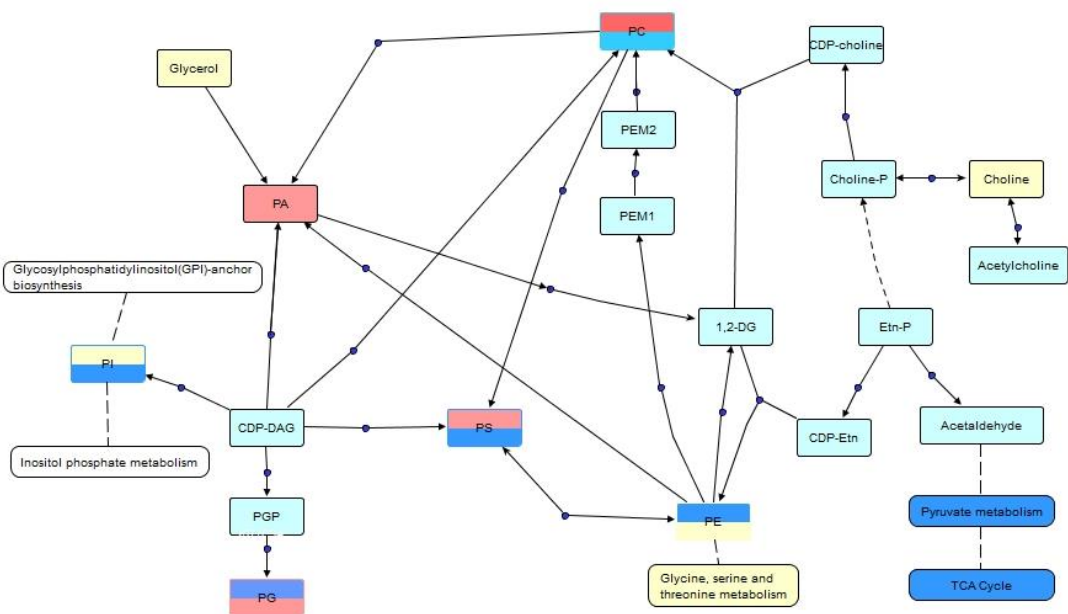 PC
CDP-choline
Glycerol
PEM2
Choline-P
Choline
PA
PEM1
Acetylcholine
Glycosylphosphatidylinositol(GPI)-anchor
biosynthesis
1,2-DG
Etn-P
PI
CDP-DAG
PS
CDP-Etn
Acetaldehyde
Inositol phosphate metabolism
PGP
PE
Pyruvate metabolism
Glycine, serine and
threonine metabolism
TCA Cycle
PG